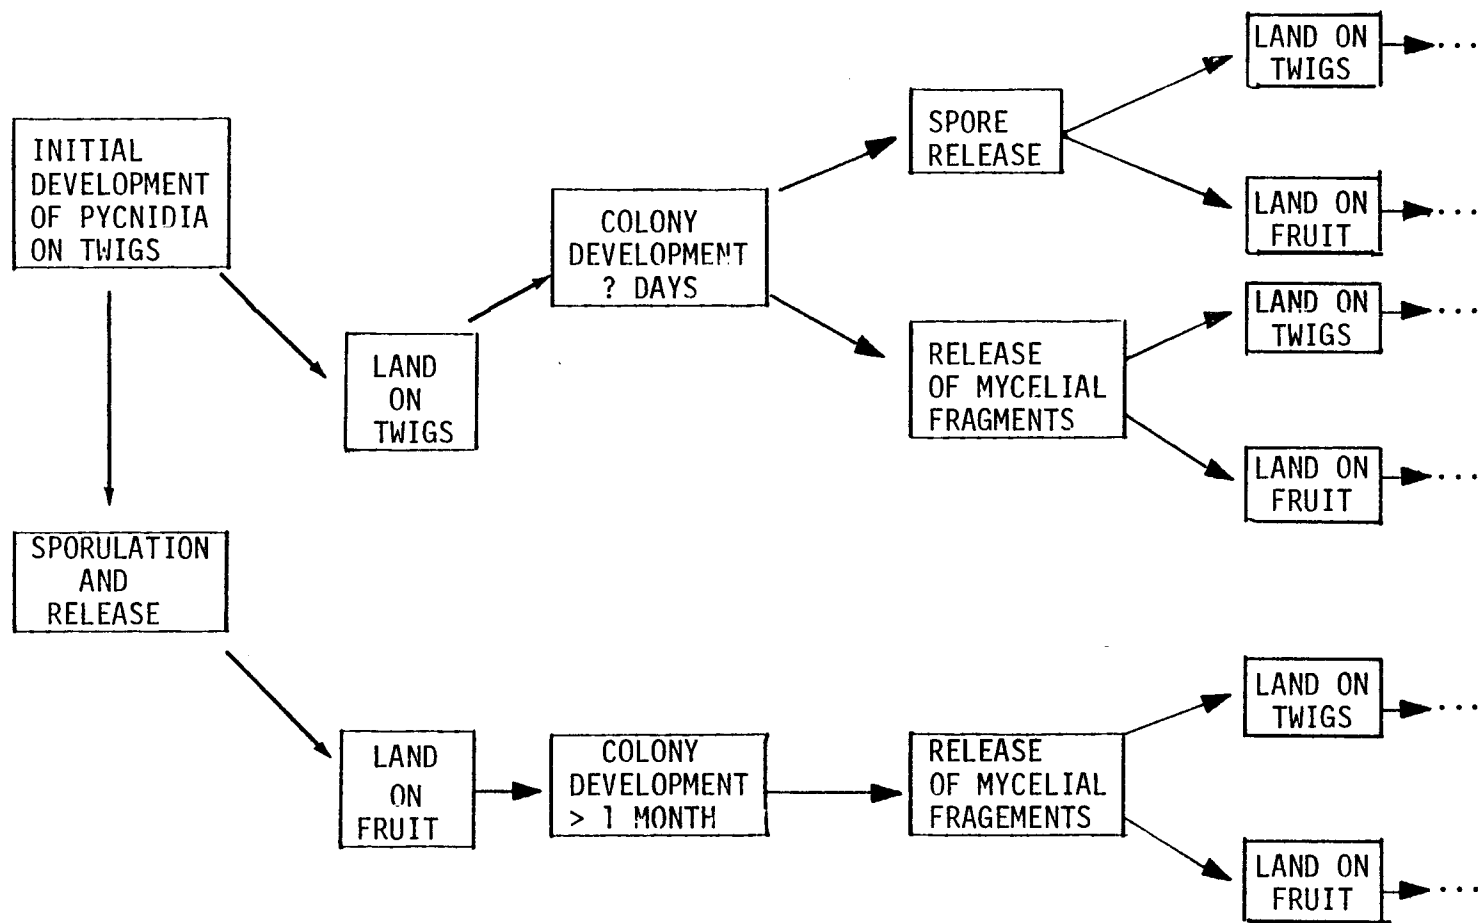 INITIAL
DEVELOPMENT
OF PYCNIDIA
ON TWIGS
SPORULATION
AND
RELEASE
LAND
ON
TWIGS
COLONY
DEVELOPMENT
? DAYS
SPORE
RELEASE
LAND ON
TWIGS
...
LAND ON
FRUIT
...
RELEASE
OF MYCELIAL
FRAGMENTS
LAND ON
TWIGS
...
LAND ON
FRUIT
...
LAND
ON
FRUIT
COLONY
DEVELOPMENT
> 1 MONTH
RELEASE
OF MYCELIAL
FRAGEMENTS
LAND ON
TWIGS
...
LAND ON
FRUIT
...